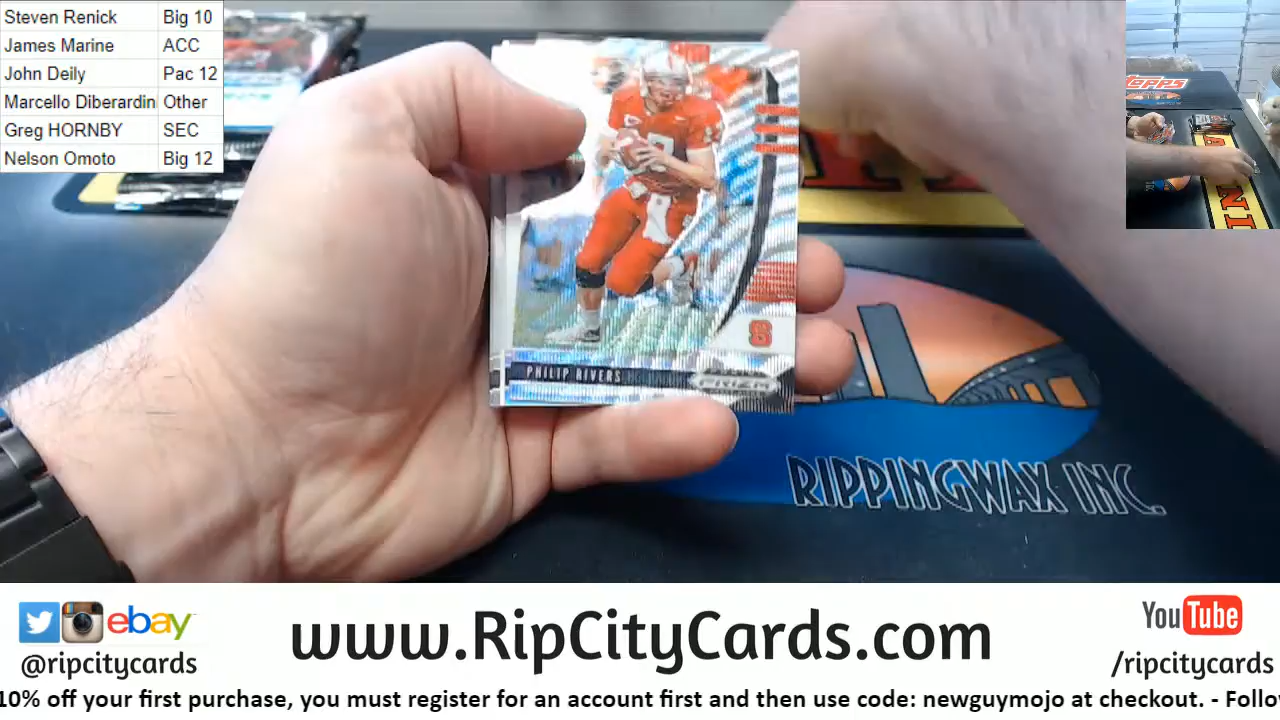 Steven Renick Big 10
James Marine ACC
John Deily Pac 12
Marcello Diberardin Other
Greg HORNBY SEC
Nelson Omoto Big 12
TOPPS
PHILIP RIVERS
PRIZM
S
RIPPINGWAX INC.
ebay
@ripcitycards
www.RipCityCards.com
YouTube
/ripcitycards
10% off your first purchase, you must register for an account first and then use code: newguymojo at checkout. - Follo